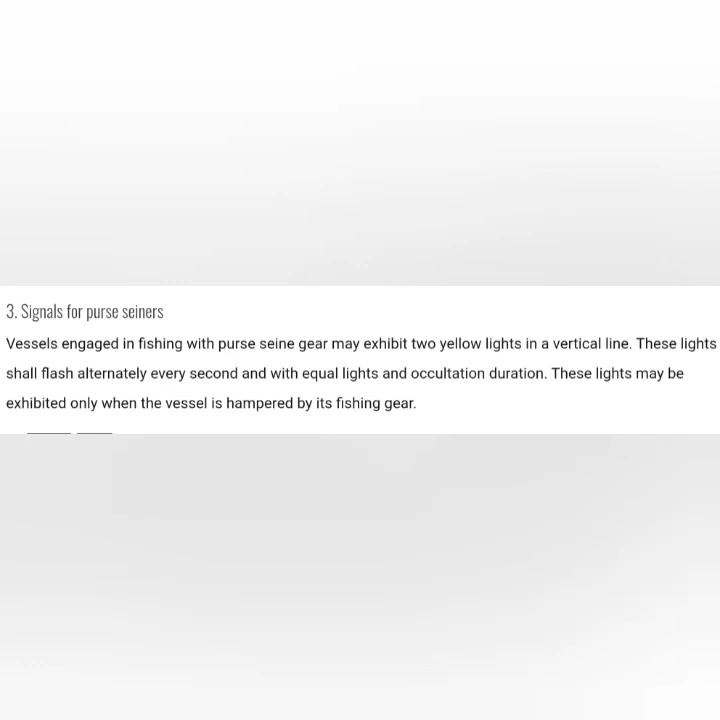 3. Signals for purse seiners
Vessels engaged in fishing with purse seine gear may exhibit two yellow lights in a vertical line. These lights
shall flash alternately every second and with equal lights and occultation duration. These lights may be
exhibited only when the vessel is hampered by its fishing gear.